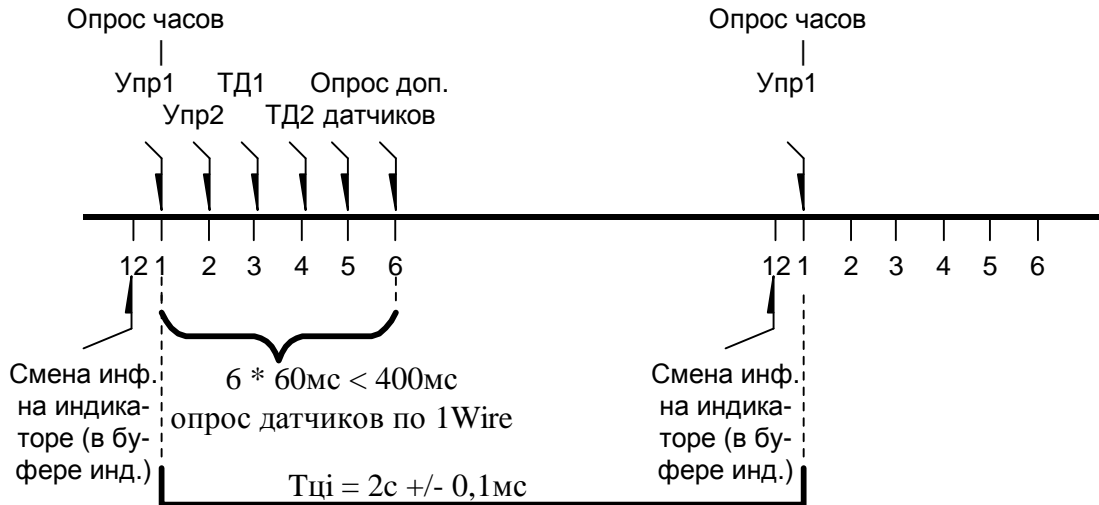 Опрос часов
Опрос часов
Упр1
ТД1
Опрос доп.
Упр1
Упр2
ТД2
датчиков
12 1 2 3 4 5 6
12 1 2 3 4 5 6
Смена инф.
на индика-
торе (в бу-
фере инд.)
6 * 60мс < 400мс
опрос датчиков по 1Wire
Смена инф.
на индика-
торе (в бу-
фере инд.)
Тці = 2с +/- 0,1мс